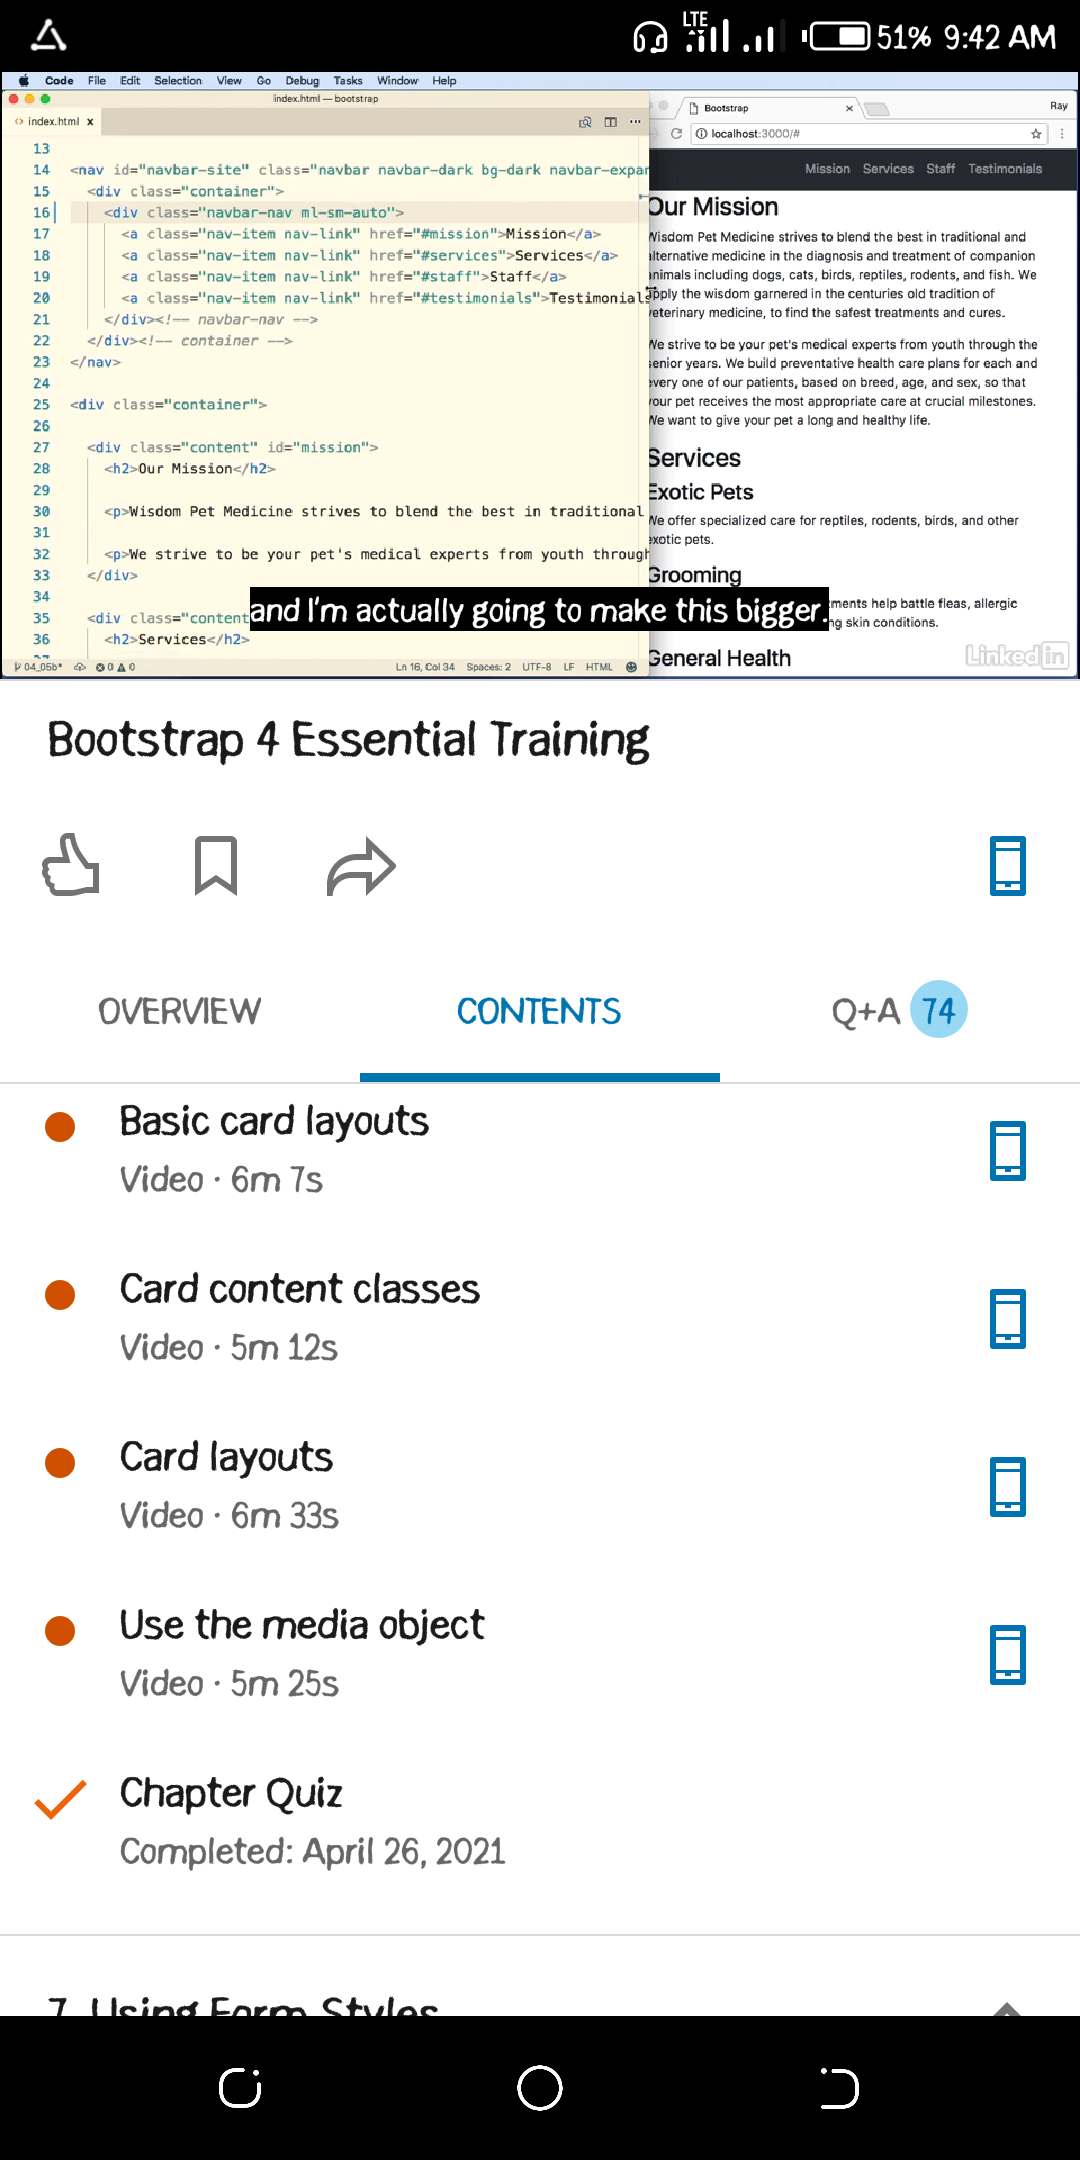 LTE
51% 9:42 AM
Code File Edit Selection View Go Debug Tasks Window Help
index.html — bootstrap
index.html x
13
14 <nav id="navbar-site" class="navbar navbar-dark bg-dark navbar-expan
15 <div class="container">
16 <div class="navbar-nav ml-sm-auto">
17 <a class="nav-item nav-link" href="#mission">Mission</a>
18 <a class="nav-item nav-link" href="#services">Services</a>
19 <a class="nav-item nav-link" href="#staff">Staff</a>
20 <a class="nav-item nav-link" href="#testimonials">Testimonials
21 </div><!-- navbar-nav -->
22 </div><!-- container -->
23 </nav>
24
25 <div class="container">
26
27 <div class="content" id="mission">
28 <h2>Our Mission</h2>
29
30 <p>Wisdom Pet Medicine strives to blend the best in traditional
31
32 <p>We strive to be your pet's medical experts from youth through
33 </div>
34
35 <div class="content
36 <h2>Services</h2>
04_05b* 0 0 Ln 16, Col 34 Spaces: 2 UTF-8 LF HTML
Bootstrap Ray
localhost:3000/#
Mission Services Staff Testimonials
Our Mission
Wisdom Pet Medicine strives to blend the best in traditional and
alternative medicine in the diagnosis and treatment of companion
animals including dogs, cats, birds, reptiles, rodents, and fish. We
apply the wisdom garnered in the centuries old tradition of
veterinary medicine, to find the safest treatments and cures.
We strive to be your pet's medical experts from youth through the
senior years. We build preventative health care plans for each and
every one of our patients, based on breed, age, and sex, so that
your pet receives the most appropriate care at crucial milestones.
We want to give your pet a long and healthy life.
Services
Exotic Pets
We offer specialized care for reptiles, rodents, birds, and other
exotic pets.
Grooming
ments help battle fleas, allergic
ng skin conditions.
General Health
and I'm actually going to make this bigger.
Linked in
Bootstrap 4 Essential Training
OVERVIEW CONTENTS Q+A 74
Basic card layouts
Video · 6m 7s
Card content classes
Video · 5m 12s
Card layouts
Video · 6m 33s
Use the media object
Video · 5m 25s
Chapter Quiz
Completed: April 26, 2021
7. Using Form Styles